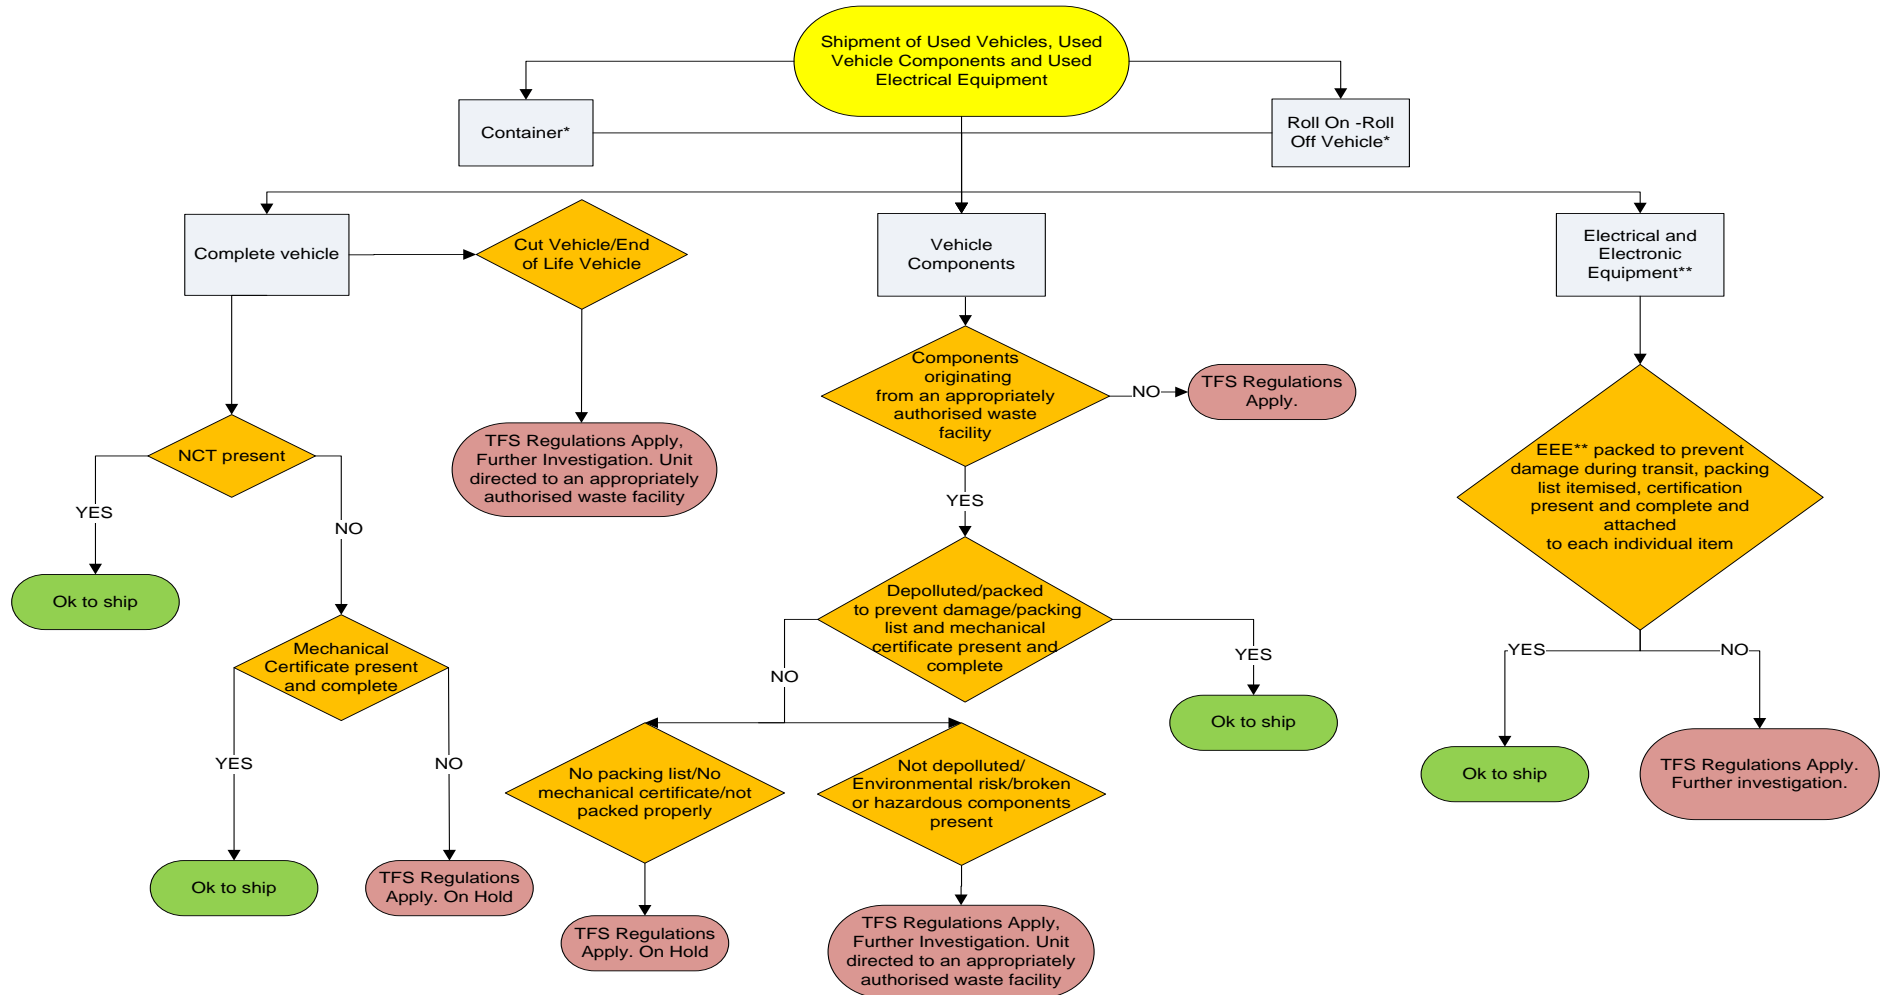 Shipment of Used Vehicles, Used
Vehicle Components and Used
Electrical Equipment
Container*
Roll On -Roll
Off Vehicle*
Complete vehicle
Cut Vehicle/End
of Life Vehicle
Vehicle
Components
Electrical and
Electronic
Equipment**
Components
originating
from an appropriately
authorised waste
facility
NO
TFS Regulations
Apply.
NCT present
TFS Regulations Apply,
Further Investigation. Unit
directed to an appropriately
authorised waste facility
EEE** packed to prevent
damage during transit, packing
list itemised, certification
present and complete and
attached
to each individual item
YES
NO
YES
Ok to ship
Depolluted/packed
to prevent damage/packing
list and mechanical
certificate present and
complete
Mechanical
Certificate present
and complete
NO
YES
YES
NO
Ok to ship
YES
NO
No packing list/No
mechanical certificate/not
packed properly
Not depolluted/
Environmental risk/broken
or hazardous components
present
Ok to ship
TFS Regulations Apply.
Further investigation.
Ok to ship
TFS Regulations
Apply. On Hold
TFS Regulations
Apply. On Hold
TFS Regulations Apply,
Further Investigation. Unit
directed to an appropriately
authorised waste facility